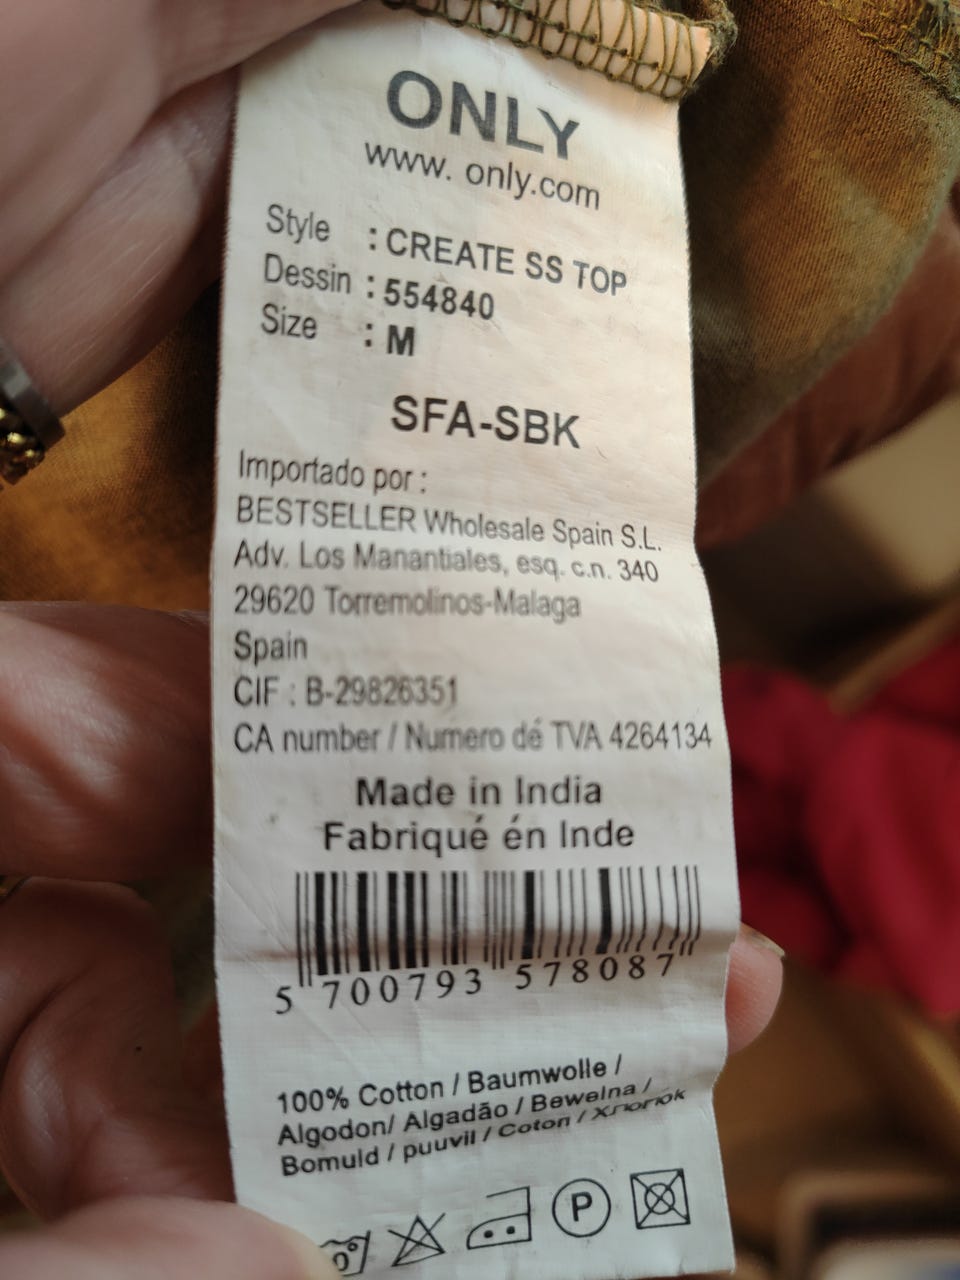 ONLY
www. only.com
Style : CREATE SS TOP
Dessin : 554840
Size : M
SFA-SBK
Importado por :
BESTSELLER Wholesale Spain S.L.
Adv. Los Manantiales, esq. c.n. 340
29620 Torremolinos-Malaga
Spain
CIF : B-29826351
CA number / Numero dé TVA 4264134
Made in India
Fabriqué én Inde
5 700793 578087
100% Cotton / Baumwolle /
Algodon/ Algadão / Bewelna /
Bomuld / puuvil / Coton /
P